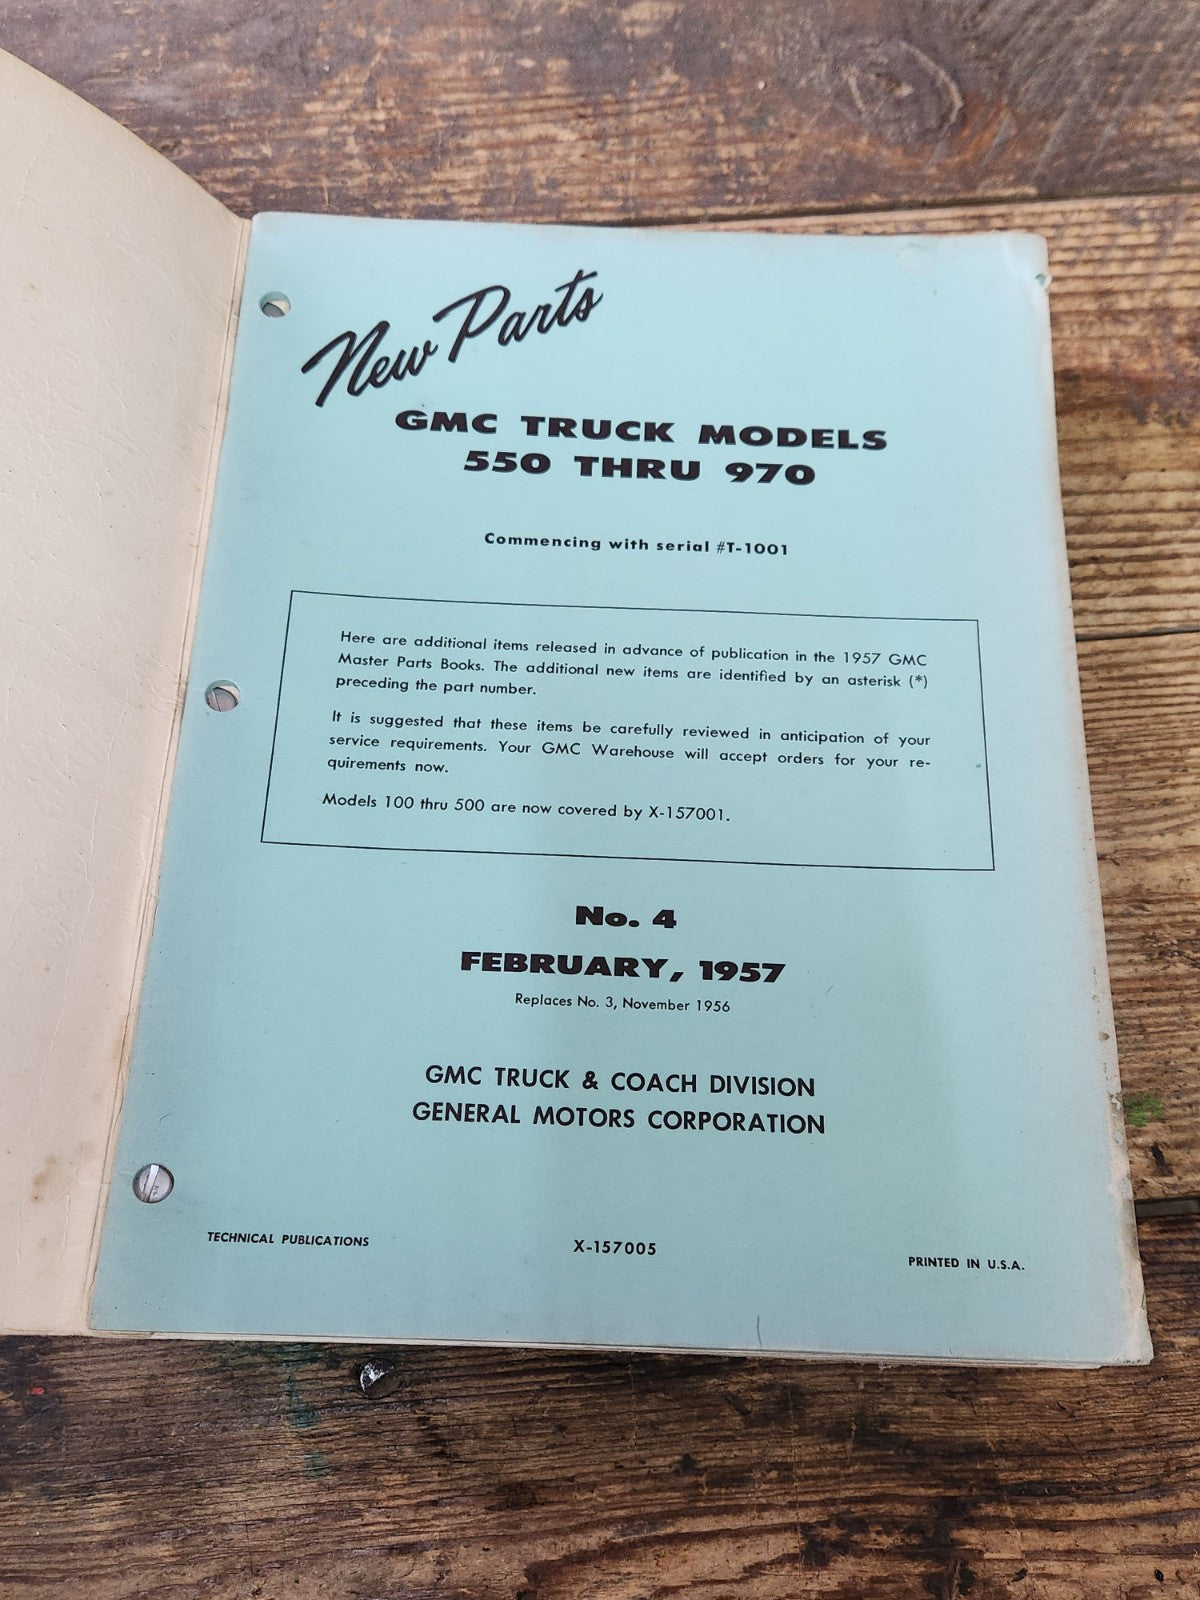 New Parts
GMC TRUCK MODELS
550 THRU 970
Commencing with serial #T-1001
Here are additional items released in advance of publication in the 1957 GMC
Master Parts Books. The additional new items are identified by an asterisk (*)
preceding the part number.
It is suggested that these items be carefully reviewed in anticipation of your
service requirements. Your GMC Warehouse will accept orders for your re-
quirements now.
Models 100 thru 500 are now covered by X-157001.
No. 4
FEBRUARY, 1957
Replaces No. 3, November 1956
GMC TRUCK & COACH DIVISION
GENERAL MOTORS CORPORATION
TECHNICAL PUBLICATIONS
X-157005
PRINTED IN U.S.A.